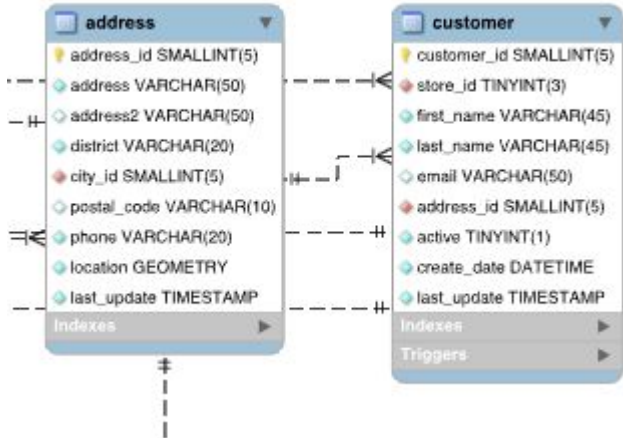 address
address_id SMALLINT(5)
address VARCHAR(50)
address2 VARCHAR(50)
district VARCHAR(20)
city_id SMALLINT(5)
postal_code VARCHAR(10)
phone VARCHAR(20)
location GEOMETRY
last_update TIMESTAMP
Indexes
customer
customer_id SMALLINT(5)
store_id TINYINT(3)
first_name VARCHAR(45)
last_name VARCHAR(45)
email VARCHAR(50)
address_id SMALLINT(5)
active TINYINT(1)
create_date DATETIME
last_update TIMESTAMP
Indexes
Triggers